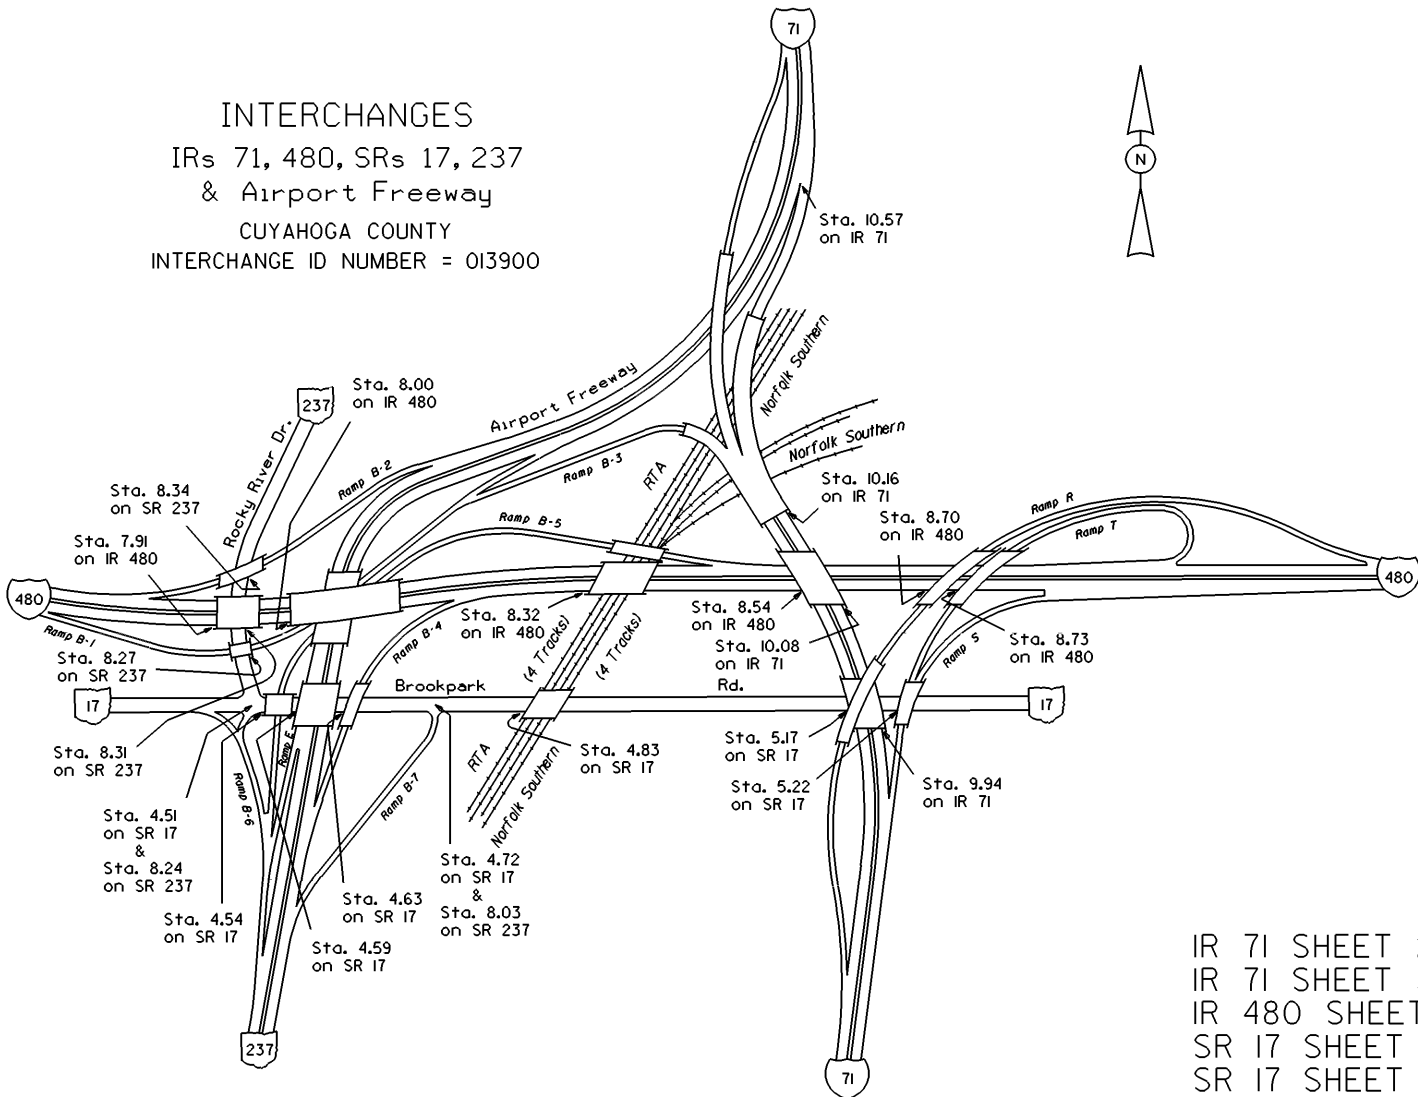 71
INTERCHANGES
IRs 71, 480, SRs 17, 237
& Airport Freeway
CUYAHOGA COUNTY
INTERCHANGE ID NUMBER = 013900
N
Sta. 10.57
on IR 71
Norfolk Southern
Norfolk Southern
Airport Freeway
Sta. 8.00
on IR 480
237
Rocky River Dr.
Ramp B-2
Ramp B-3
RTA
Sta. 8.34
on SR 237
Sta. 7.91
on IR 480
Sta. 10.16
on IR 71
Sta. 8.70
on IR 480
Ramp R
Ramp T
Ramp B-5
480
480
Ramp B-1
Ramp B-4
Sta. 8.32
on IR 480
(4 Tracks)
(4 Tracks)
Sta. 8.54
on IR 480
Sta. 10.08
on IR 71
Ramp S
Sta. 8.73
on IR 480
Sta. 8.27
on SR 237
17
Brookpark
Rd.
17
Sta. 8.31
on SR 237
Ramp E
Ramp B-6
Ramp B-7
RTA
Norfolk Southern
Sta. 4.83
on SR 17
Sta. 5.17
on SR 17
Sta. 5.22
on SR 17
Sta. 9.94
on IR 71
Sta. 4.51
on SR 17
&
Sta. 8.24
on SR 237
Sta. 4.54
on SR 17
Sta. 4.59
on SR 17
Sta. 4.63
on SR 17
Sta. 4.72
on SR 17
&
Sta. 8.03
on SR 237
237
71
IR 71 SHEET
IR 71 SHEET
IR 480 SHEET
SR 17 SHEET
SR 17 SHEET